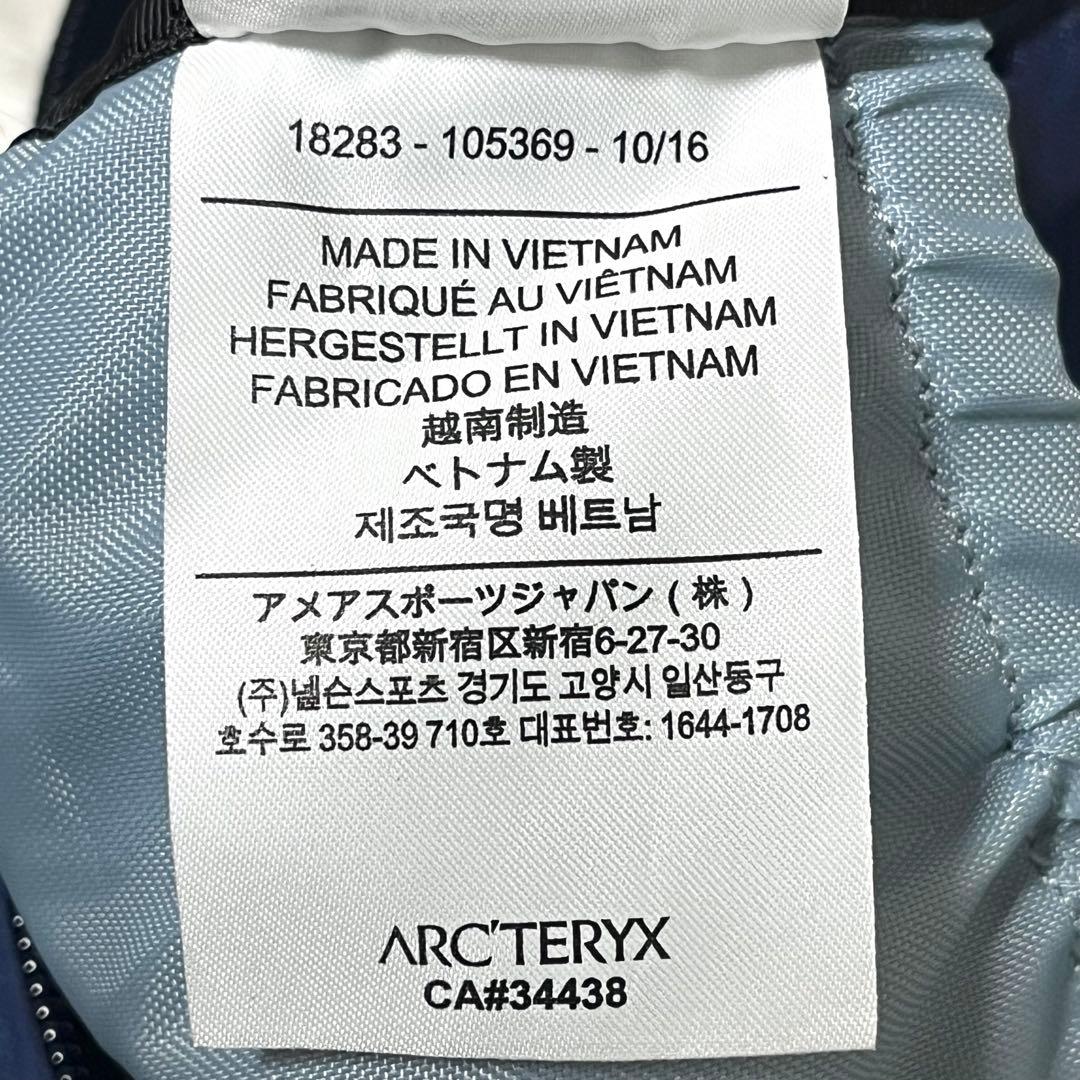 18283 - 105369 - 10/16
MADE IN VIETNAM
FABRIQUÉ AU VIÊTNAM
HERGESTELLT IN VIETNAM
FABRICADO EN VIETNAM
越南制造
ベトナム製
제조국명 베트남
アメアスポーツジャパン ( 株 )
東京都新宿区新宿6-27-30
(주)넬슨스포츠 경기도 고양시 일산동구
호수로 358-39 710호 대표번호: 1644-1708
ARC'TERYX
CA#34438